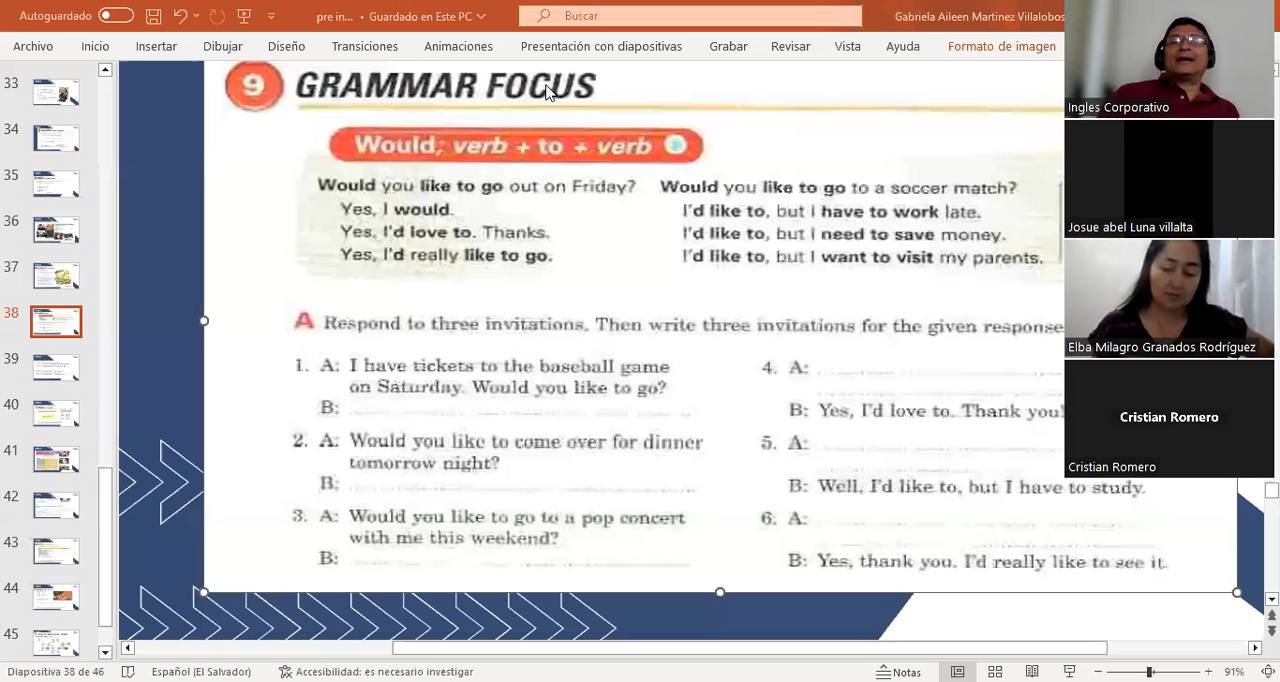 Autoguardado
pre in... • Guardado en Este PC
Buscar
Gabriela Aileen Martinez Villalobos
Archivo Inicio Insertar Dibujar Diseño Transiciones Animaciones Presentación con diapositivas Grabar Revisar Vista Ayuda Formato de imagen
33
34
35
36
37
38
39
40
41
42
43
44
45
9 GRAMMAR FOCUS
Would; verb + to + verb
Would you like to go out on Friday?
Yes, I would.
Yes, I'd love to. Thanks.
Yes, I'd really like to go.
Would you like to go to a soccer match?
I'd like to, but I have to work late.
I'd like to, but I need to save money.
I'd like to, but I want to visit my parents.
A Respond to three invitations. Then write three invitations for the given response
1. A: I have tickets to the baseball game
on Saturday. Would you like to go?
B:
2. A: Would you like to come over for dinner
tomorrow night?
B:
3. A: Would you like to go to a pop concert
with me this weekend?
B:
4. A:
B: Yes, I'd love to. Thank you!
5. A:
B: Well, I'd like to, but I have to study.
6. A:
B: Yes, thank you. I'd really like to see it.
Ingles Corporativo
Josue abel Luna villalta
Elba Milagro Granados Rodríguez
Cristian Romero
Cristian Romero
Diapositiva 38 de 46 Español (El Salvador) Accesibilidad: es necesario investigar Notas 91%